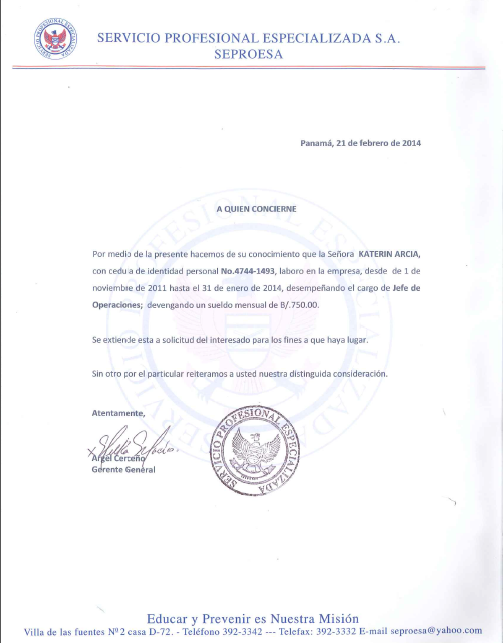 SERVICIO PROFESIONAL ESPECIALIZADA S.A.
SEPROESA
Panamá, 21 de febrero de 2014
A QUIEN CONCIERNE
Por medio de la presente hacemos de su conocimiento que la Señora KATERIN ARCIA,
con cedula de identidad personal No.4744-1493, laboro en la empresa, desde de 1 de
noviembre de 2011 hasta el 31 de enero de 2014, desempeñando el cargo de Jefe de
Operaciones; devengando un sueldo mensual de B/.750.00.
Se extiende esta a solicitud del interesado para los fines a que haya lugar.
Sin otro por el particular reiteramos a usted nuestra distinguida consideración.
Atentamente,
Argel Cerceño
Gerente General
SERVICIO PROFESIONAL ESPECIALIZADA
Educar y Prevenir es Nuestra Misión
Villa de las fuentes Nº2 casa D-72. - Teléfono 392-3342 --- Telefax: 392-3332 E-mail seproesa@yahoo.com